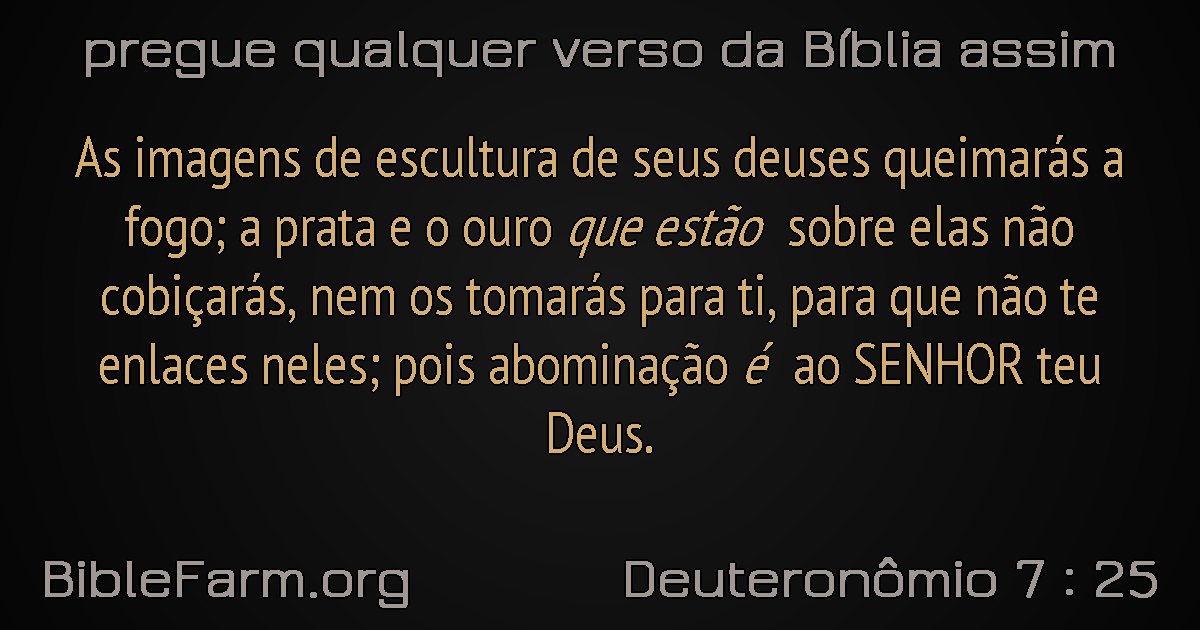 pregue qualquer verso da Bíblia assim
As imagens de escultura de seus deuses queimarás a
fogo; a prata e o ouro que estão sobre elas não
cobiçarás, nem os tomarás para ti, para que não te
enlaces neles; pois abominação é ao SENHOR teu
Deus.
BibleFarm.org
Deuteronômio 7 : 25